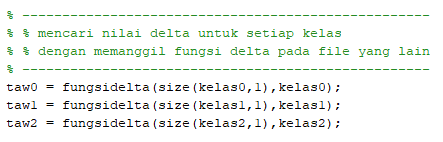 % ---------------------------------------------------
% % mencari nilai delta untuk setiap kelas
% % dengan memanggil fungsi delta pada file yang lain
% ---------------------------------------------------
taw0 = fungsidelta(size(kelas0,1),kelas0);
taw1 = fungsidelta(size(kelas1,1),kelas1);
taw2 = fungsidelta(size(kelas2,1),kelas2);